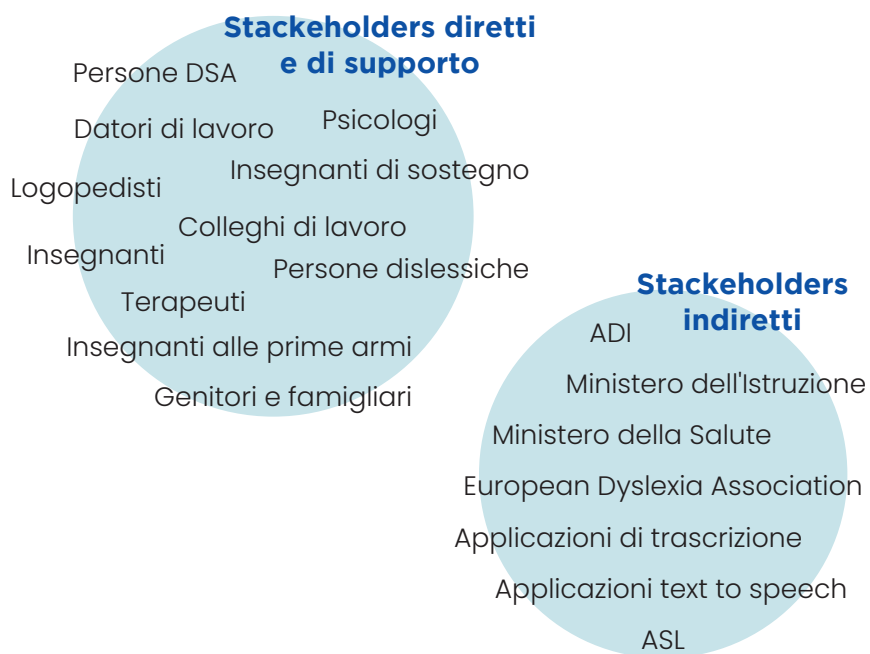 Stackeholders diretti
e di supporto
Persone DSA
Psicologi
Datori di lavoro
Insegnanti di sostegno
Logopedisti
Colleghi di lavoro
Insegnanti
Persone dislessiche
Terapeuti
Insegnanti alle prime armi
Genitori e famigliari
Stackeholders
indiretti
ADI
Ministero dell'Istruzione
Ministero della Salute
European Dyslexia Association
Applicazioni di trascrizione
Applicazioni text to speech
ASL